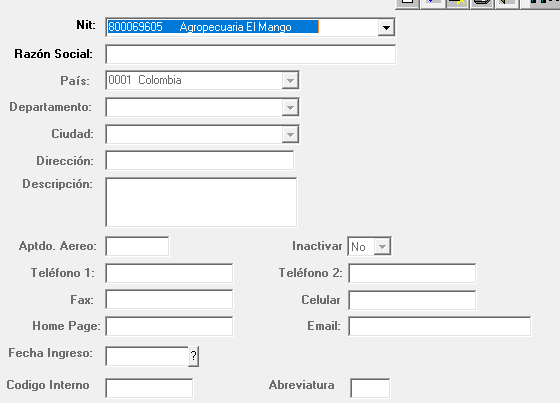 Nit: 800069605 Agropecuaria El Mango
Razón Social:
País: 0001 Colombia
Departamento:
Ciudad:
Dirección:
Descripción:
Aptdo. Aereo: Inactivar No
Teléfono 1: Teléfono 2:
Fax: Celular
Home Page: Email:
Fecha Ingreso: ?
Codigo Interno Abreviatura